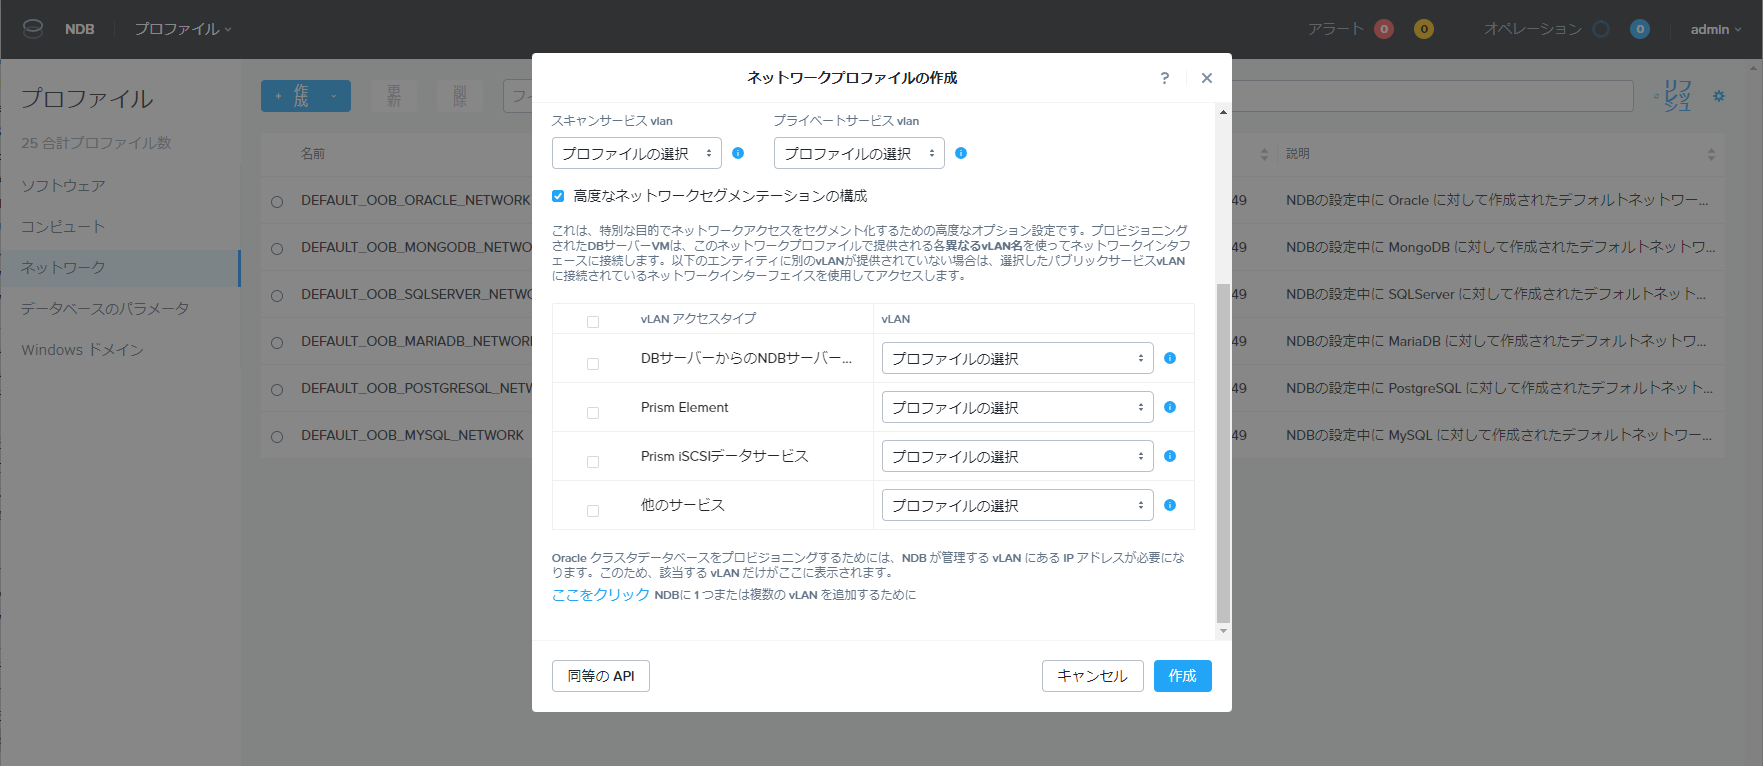 NDB
プロファイル
アラート 0 0 オペレーション 0 admin
プロファイル
25 合計プロファイル数
ソフトウェア
コンピュート
ネットワーク
データベースのパラメータ
Windows ドメイン
+ 作成
更新
削除
フィ
リフレッシュ
名前
説明
DEFAULT_OOB_ORACLE_NETWORK
49
NDBの設定中に Oracle に対して作成されたデフォルトネットワー...
DEFAULT_OOB_MONGODB_NETWO
49
NDBの設定中に MongoDB に対して作成されたデフォルトネットワ...
DEFAULT_OOB_SQLSERVER_NETWO
49
NDBの設定中に SQLServer に対して作成されたデフォルトネット...
DEFAULT_OOB_MARIADB_NETWOR
49
NDBの設定中に MariaDB に対して作成されたデフォルトネットワ...
DEFAULT_OOB_POSTGRESQL_NETW
49
NDBの設定中に PostgreSQL に対して作成されたデフォルトネット...
DEFAULT_OOB_MYSQL_NETWORK
49
NDBの設定中に MySQL に対して作成されたデフォルトネットワー...
ネットワークプロファイルの作成
?
スキャンサービス vlan
プライベートサービス vlan
プロファイルの選択
プロファイルの選択
高度なネットワークセグメンテーションの構成
これは、特別な目的でネットワークアクセスをセグメント化するための高度なオプション設定です。プロビジョニング
されたDBサーバーVMは、このネットワークプロファイルで提供される各異なるvLAN名を使ってネットワークインタフ
ェースに接続します。以下のエンティティに別のvLANが提供されていない場合は、選択したパブリックサービスvLAN
に接続されているネットワークインターフェイスを使用してアクセスします。
vLAN アクセスタイプ
vLAN
DBサーバーからのNDBサーバー...
プロファイルの選択
Prism Element
プロファイルの選択
Prism iSCSIデータサービス
プロファイルの選択
他のサービス
プロファイルの選択
Oracle クラスタデータベースをプロビジョニングするためには、NDB が管理する vLAN にある IP アドレスが必要にな
ります。このため、該当する vLAN だけがここに表示されます。
ここをクリック NDBに 1 つまたは複数の vLAN を追加するために
同等の API
キャンセル
作成